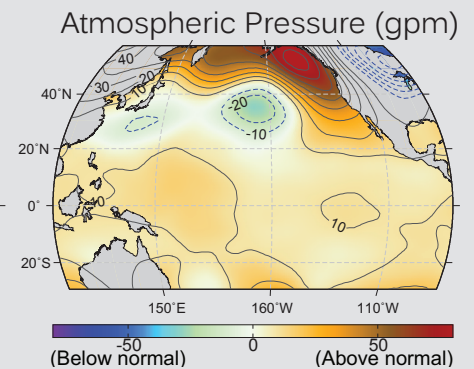 Atmospheric Pressure (gpm)
40
30
20
10
-20
-10
10
10
40°N
20°N
0°
20°S
150°E
160°W
110°W
-50
0
50
(Below normal)
(Above normal)